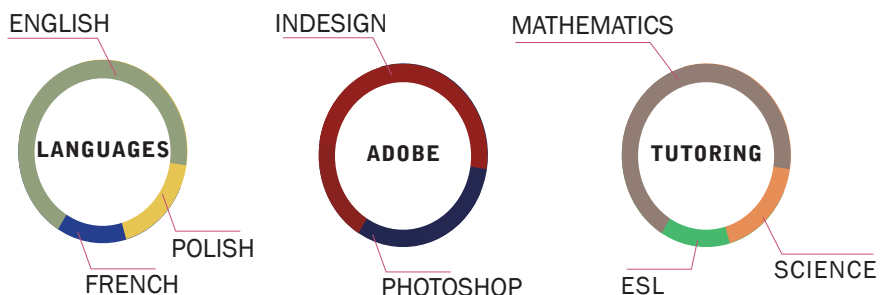 ENGLISH
LANGUAGES
POLISH
FRENCH
INDESIGN
ADOBE
PHOTOSHOP
MATHEMATICS
TUTORING
SCIENCE
ESL